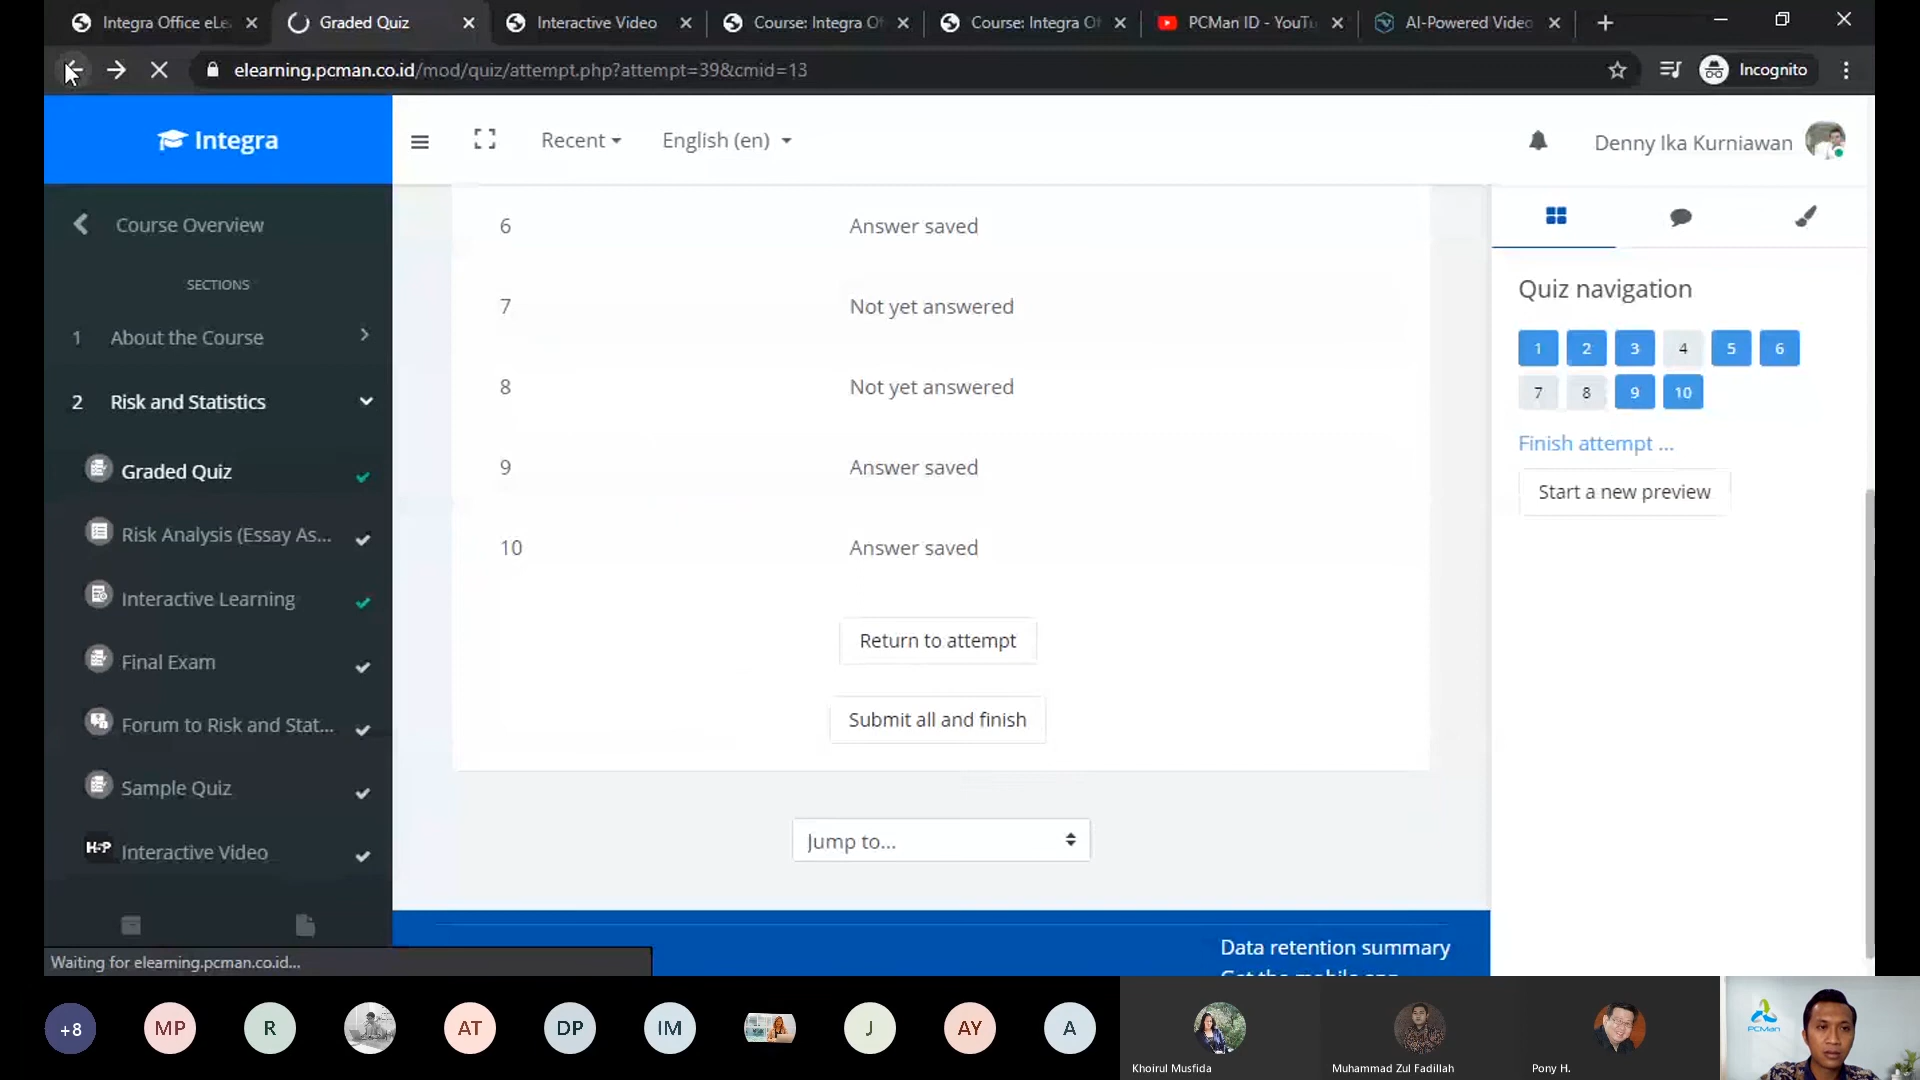 Integra Office eLe
Graded Quiz
Interactive Video
Course: Integra Of
Course: Integra Of
PCMan ID - YouTu
AI-Powered Video
elearning.pcman.co.id/mod/quiz/attempt.php?attempt=39&cmid=13
Incognito
Integra
Recent
English (en)
Denny Ika Kurniawan
Course Overview
SECTIONS
1 About the Course
2 Risk and Statistics
Graded Quiz
Risk Analysis (Essay As...
Interactive Learning
Final Exam
Forum to Risk and Stat...
Sample Quiz
H5P Interactive Video
6 Answer saved
7 Not yet answered
8 Not yet answered
9 Answer saved
10 Answer saved
Return to attempt
Submit all and finish
Jump to...
Quiz navigation
1 2 3 4 5 6
7 8 9 10
Finish attempt ...
Start a new preview
Data retention summary
Get the mobile app
Waiting for elearning.pcman.co.id...
+8
MP
R
AT
DP
IM
J
AY
A
Khoirul Musfida
Muhammad Zul Fadillah
Pony H.
PCMan